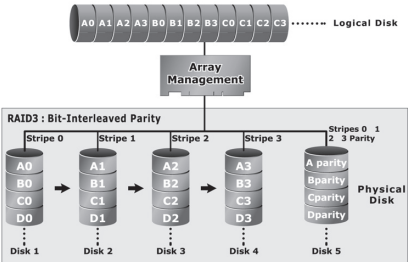 A0 A1 A2 A3 B0 B1 B2 B3 C0 C1 C2 C3 Logical Disk
Array
Management
RAID3 : Bit-Interleaved Parity
Stripe 0 Stripe 1 Stripe 2 Stripe 3 Stripes 0 1
2 3 Parity
A0 A1 A2 A3 A parity
B0 B1 B2 B3 Bparity
C0 C1 C2 C3 Cparity
D0 D1 D2 D3 Dparity
Physical
Disk
Disk 1 Disk 2 Disk 3 Disk 4 Disk 5